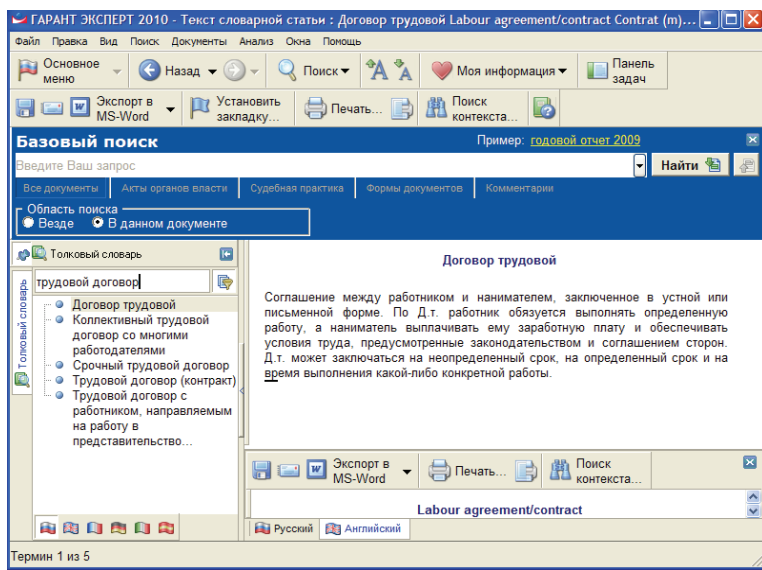 ГАРАНТ ЭКСПЕРТ 2010 - Текст словарной статьи : Договор трудовой Labour agreement/contract Contrat (m)...
Файл Правка Вид Поиск Документы Анализ Окна Помощь
Основное меню
Назад
Поиск
Моя информация
Панель задач
Экспорт в MS-Word
Установить закладку...
Печать...
Поиск контекста...
Базовый поиск
Пример: годовой отчет 2009
Введите Ваш запрос
Найти
Все документы Акты органов власти Судебная практика Формы документов Комментарии
Область поиска
Везде В данном документе
Толковый словарь
Толковый словарь
трудовой договор
Договор трудовой
Коллективный трудовой
договор со многими
работодателями
Срочный трудовой договор
Трудовой договор (контракт)
Трудовой договор с
работником, направляемым
на работу в
представительство...
Договор трудовой
Соглашение между работником и нанимателем, заключенное в устной или
письменной форме. По Д.т. работник обязуется выполнять определенную
работу, а наниматель выплачивать ему заработную плату и обеспечивать
условия труда, предусмотренные законодательством и соглашением сторон.
Д.т. может заключаться на неопределенный срок, на определенный срок и на
время выполнения какой-либо конкретной работы.
Экспорт в MS-Word
Печать...
Поиск контекста...
Labour agreement/contract
Русский Английский
Термин 1 из 5